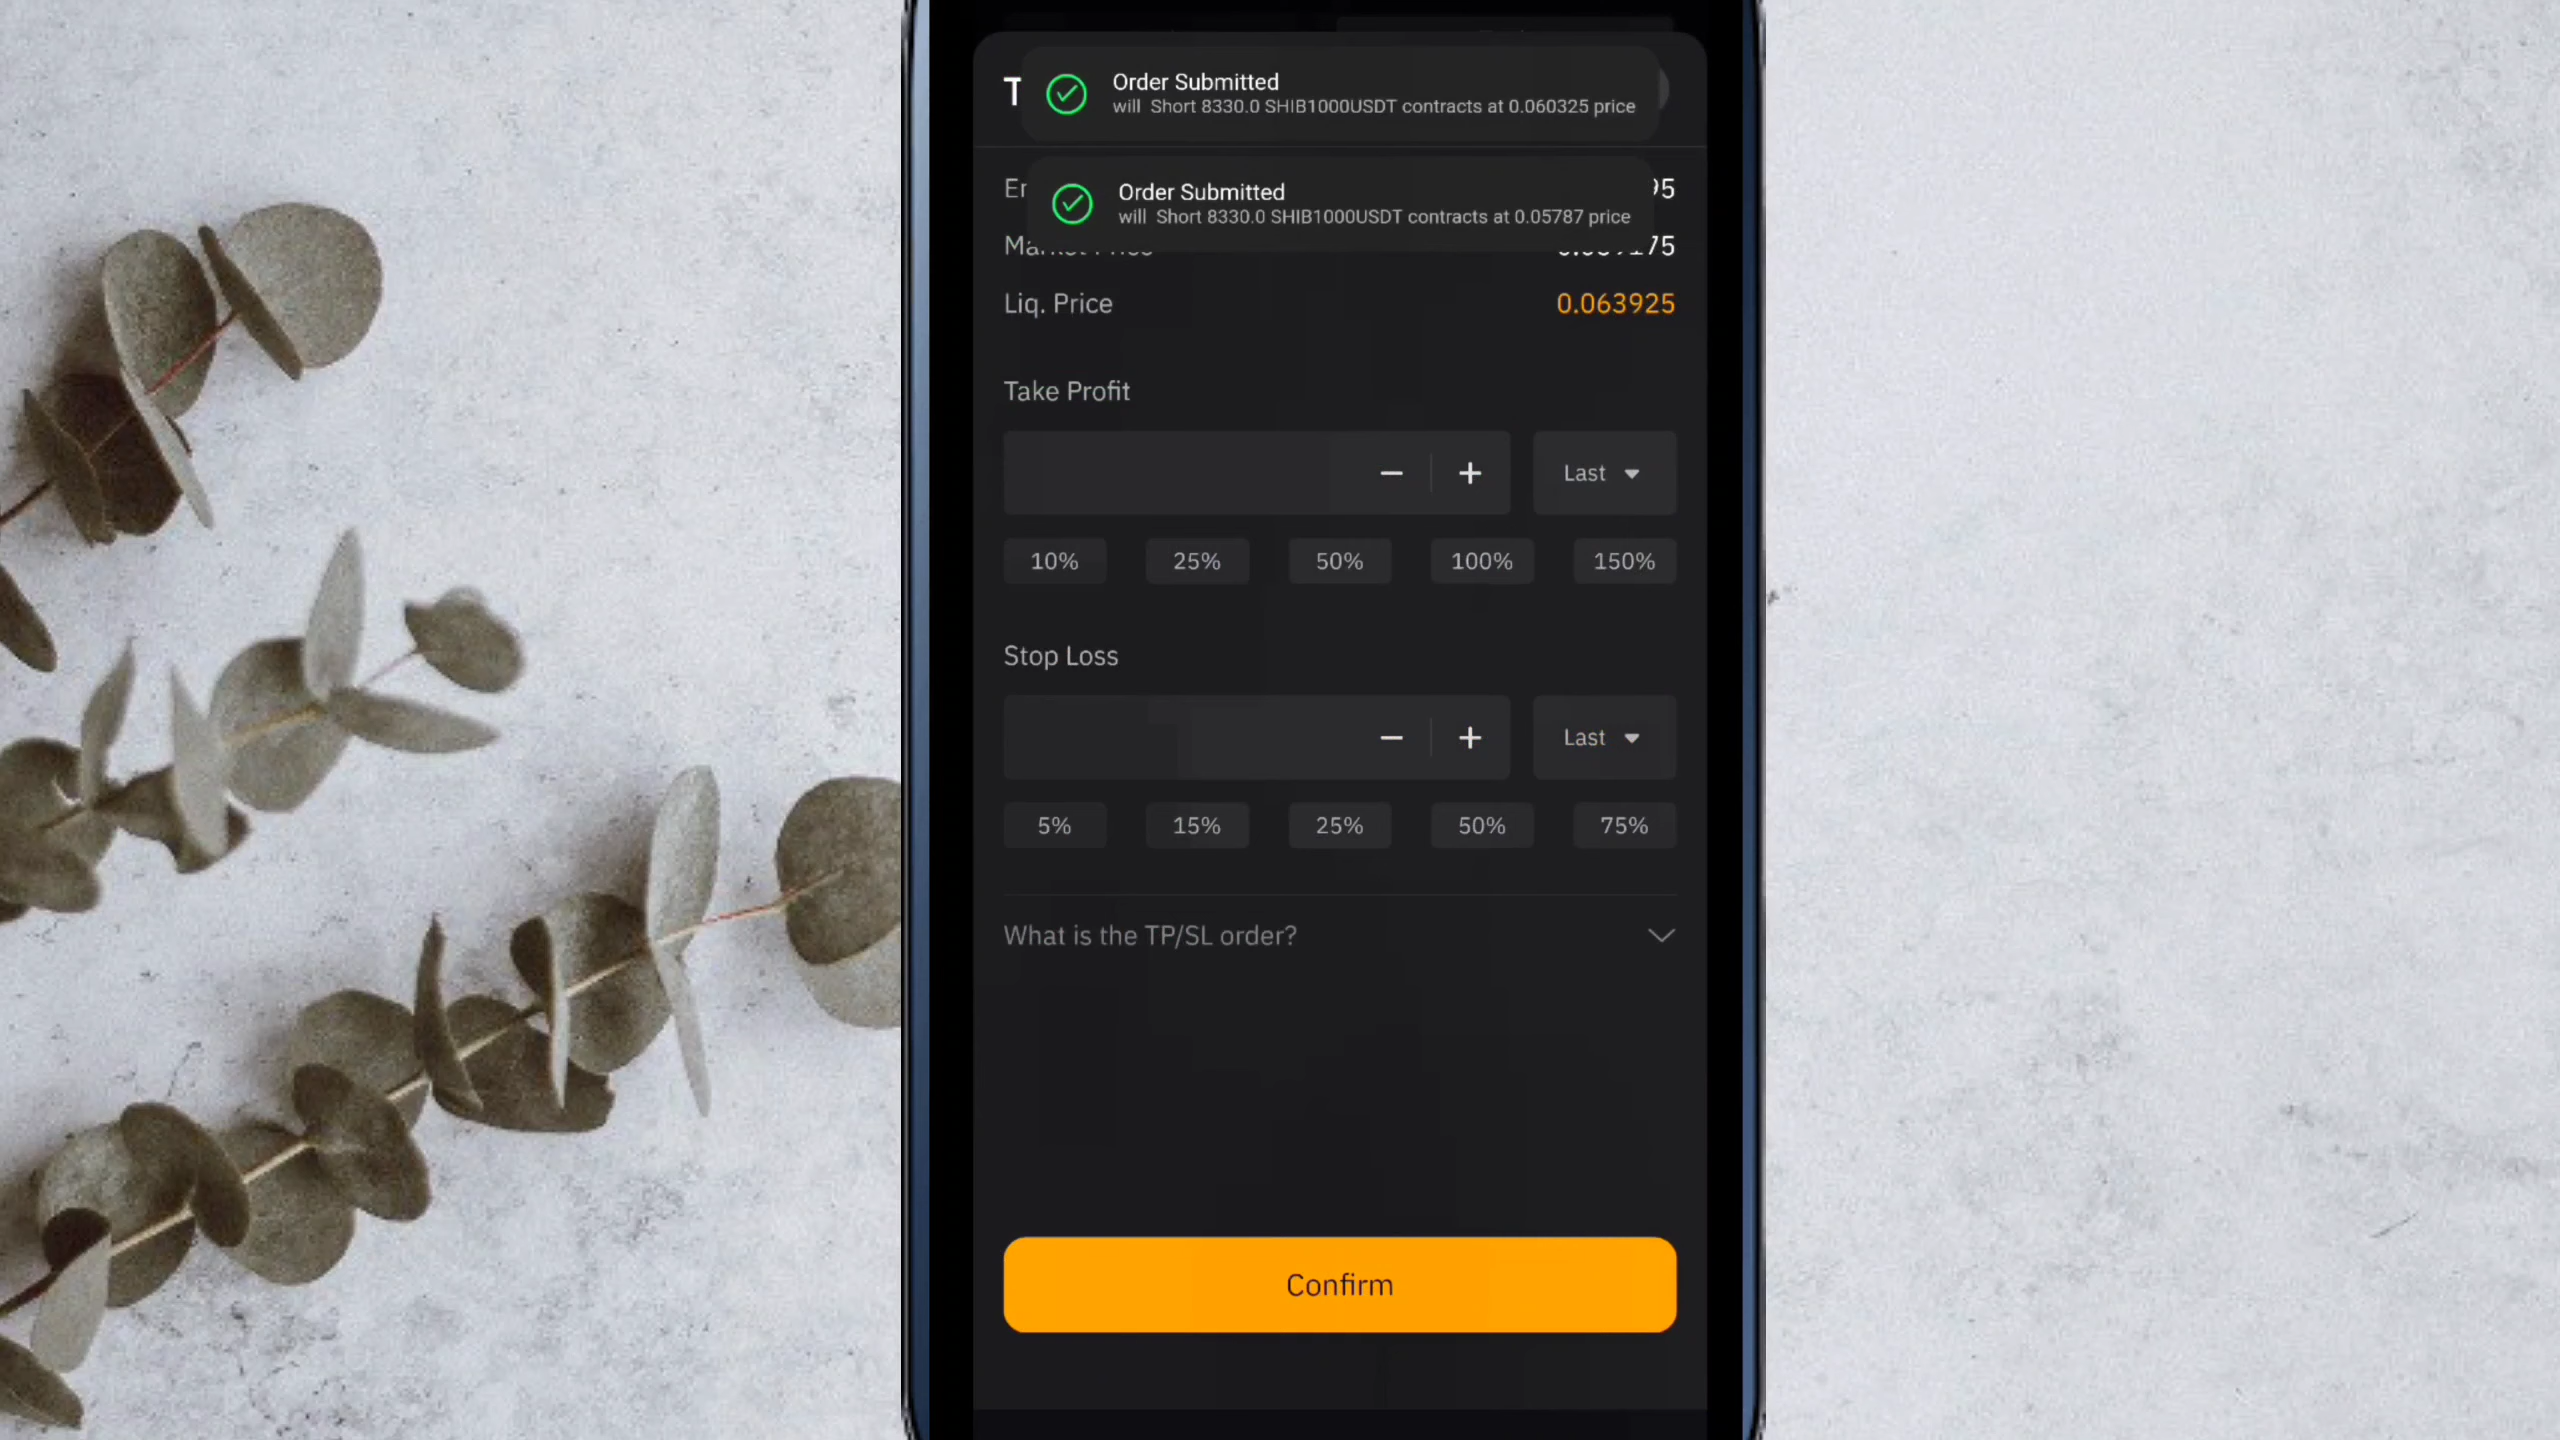 T
Order Submitted
will Short 8330.0 SHIB1000USDT contracts at 0.060325 price
Order Submitted
will Short 8330.0 SHIB1000USDT contracts at 0.05787 price
Liq. Price 0.063925
Take Profit
Last
10% 25% 50% 100% 150%
Stop Loss
Last
5% 15% 25% 50% 75%
What is the TP/SL order?
Confirm